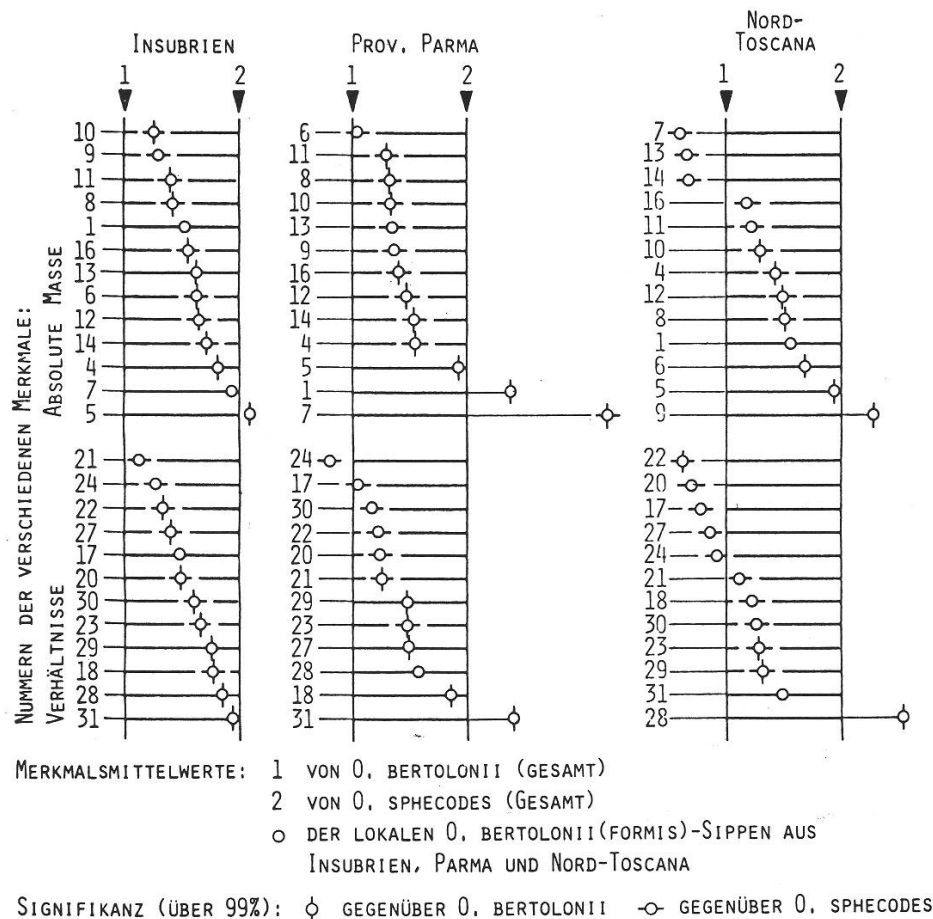 INSUBRIEN
PROV. PARMA
NORD-
TOSCANA
1 2 1 2 1 2
NUMMERN DER VERSCHIEDENEN MERKMALE:
ABSOLUTE MASSE
10 6 7
9 11 13
11 8 14
8 10 16
1 13 11
16 9 10
13 16 4
6 12 12
12 14 8
14 4 1
4 5 6
7 1 5
5 7 9
VERHÄLTNISSE
21 24 22
24 17 20
22 30 17
27 22 27
17 20 24
20 21 21
30 29 18
23 23 30
29 27 23
18 28 29
28 18 31
31 31 28
MERKMALSMITTELWERTE: 1 VON O. BERTOLONII (GESAMT)
2 VON O. SPHECODES (GESAMT)
○ DER LOKALEN O. BERTOLONII(FORMIS)-SIPPEN AUS
INSUBRIEN, PARMA UND NORD-TOSCANA
SIGNIFIKANZ (ÜBER 99%): GEGENÜBER O. BERTOLONII GEGENÜBER O. SPHECODES